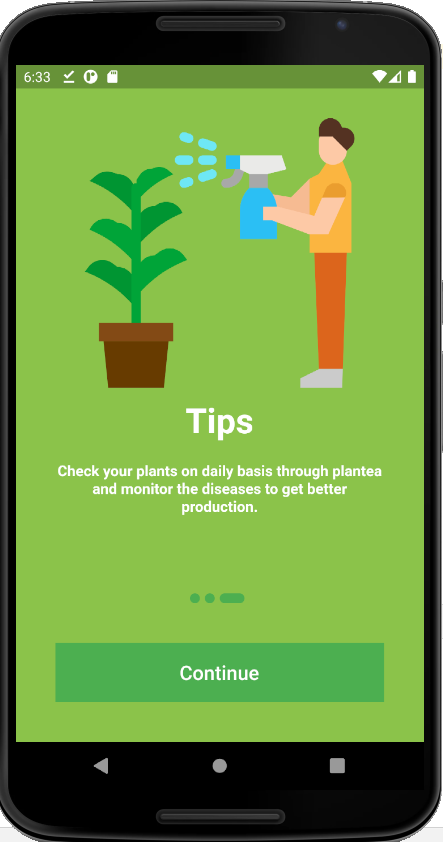 6:33
Tips
Check your plants on daily basis through plantea
and monitor the diseases to get better
production.
Continue